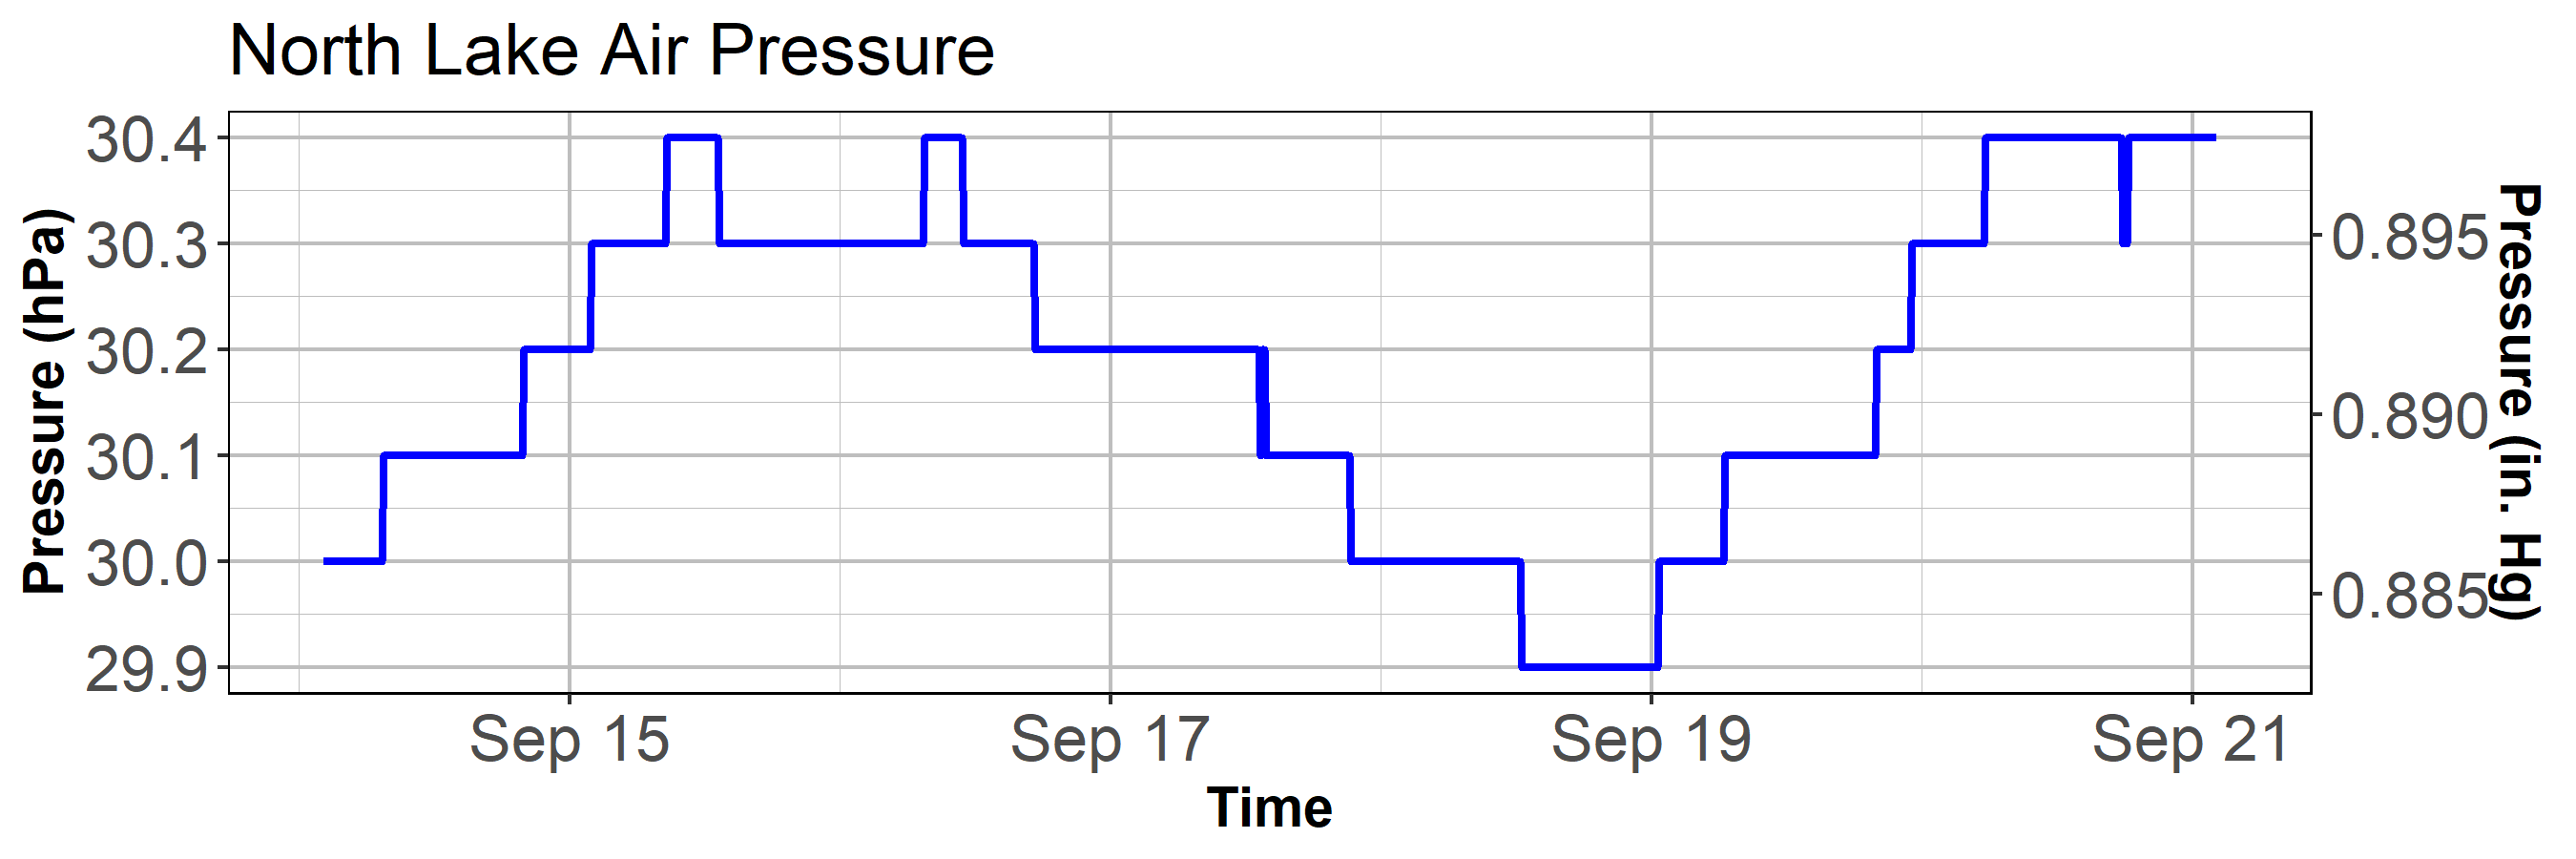 North Lake Air Pressure
Pressure (hPa)
30.4
30.3
30.2
30.1
30.0
29.9
0.895
0.890
0.885
Pressure (in. Hg)
Sep 15
Sep 17
Sep 19
Sep 21
Time